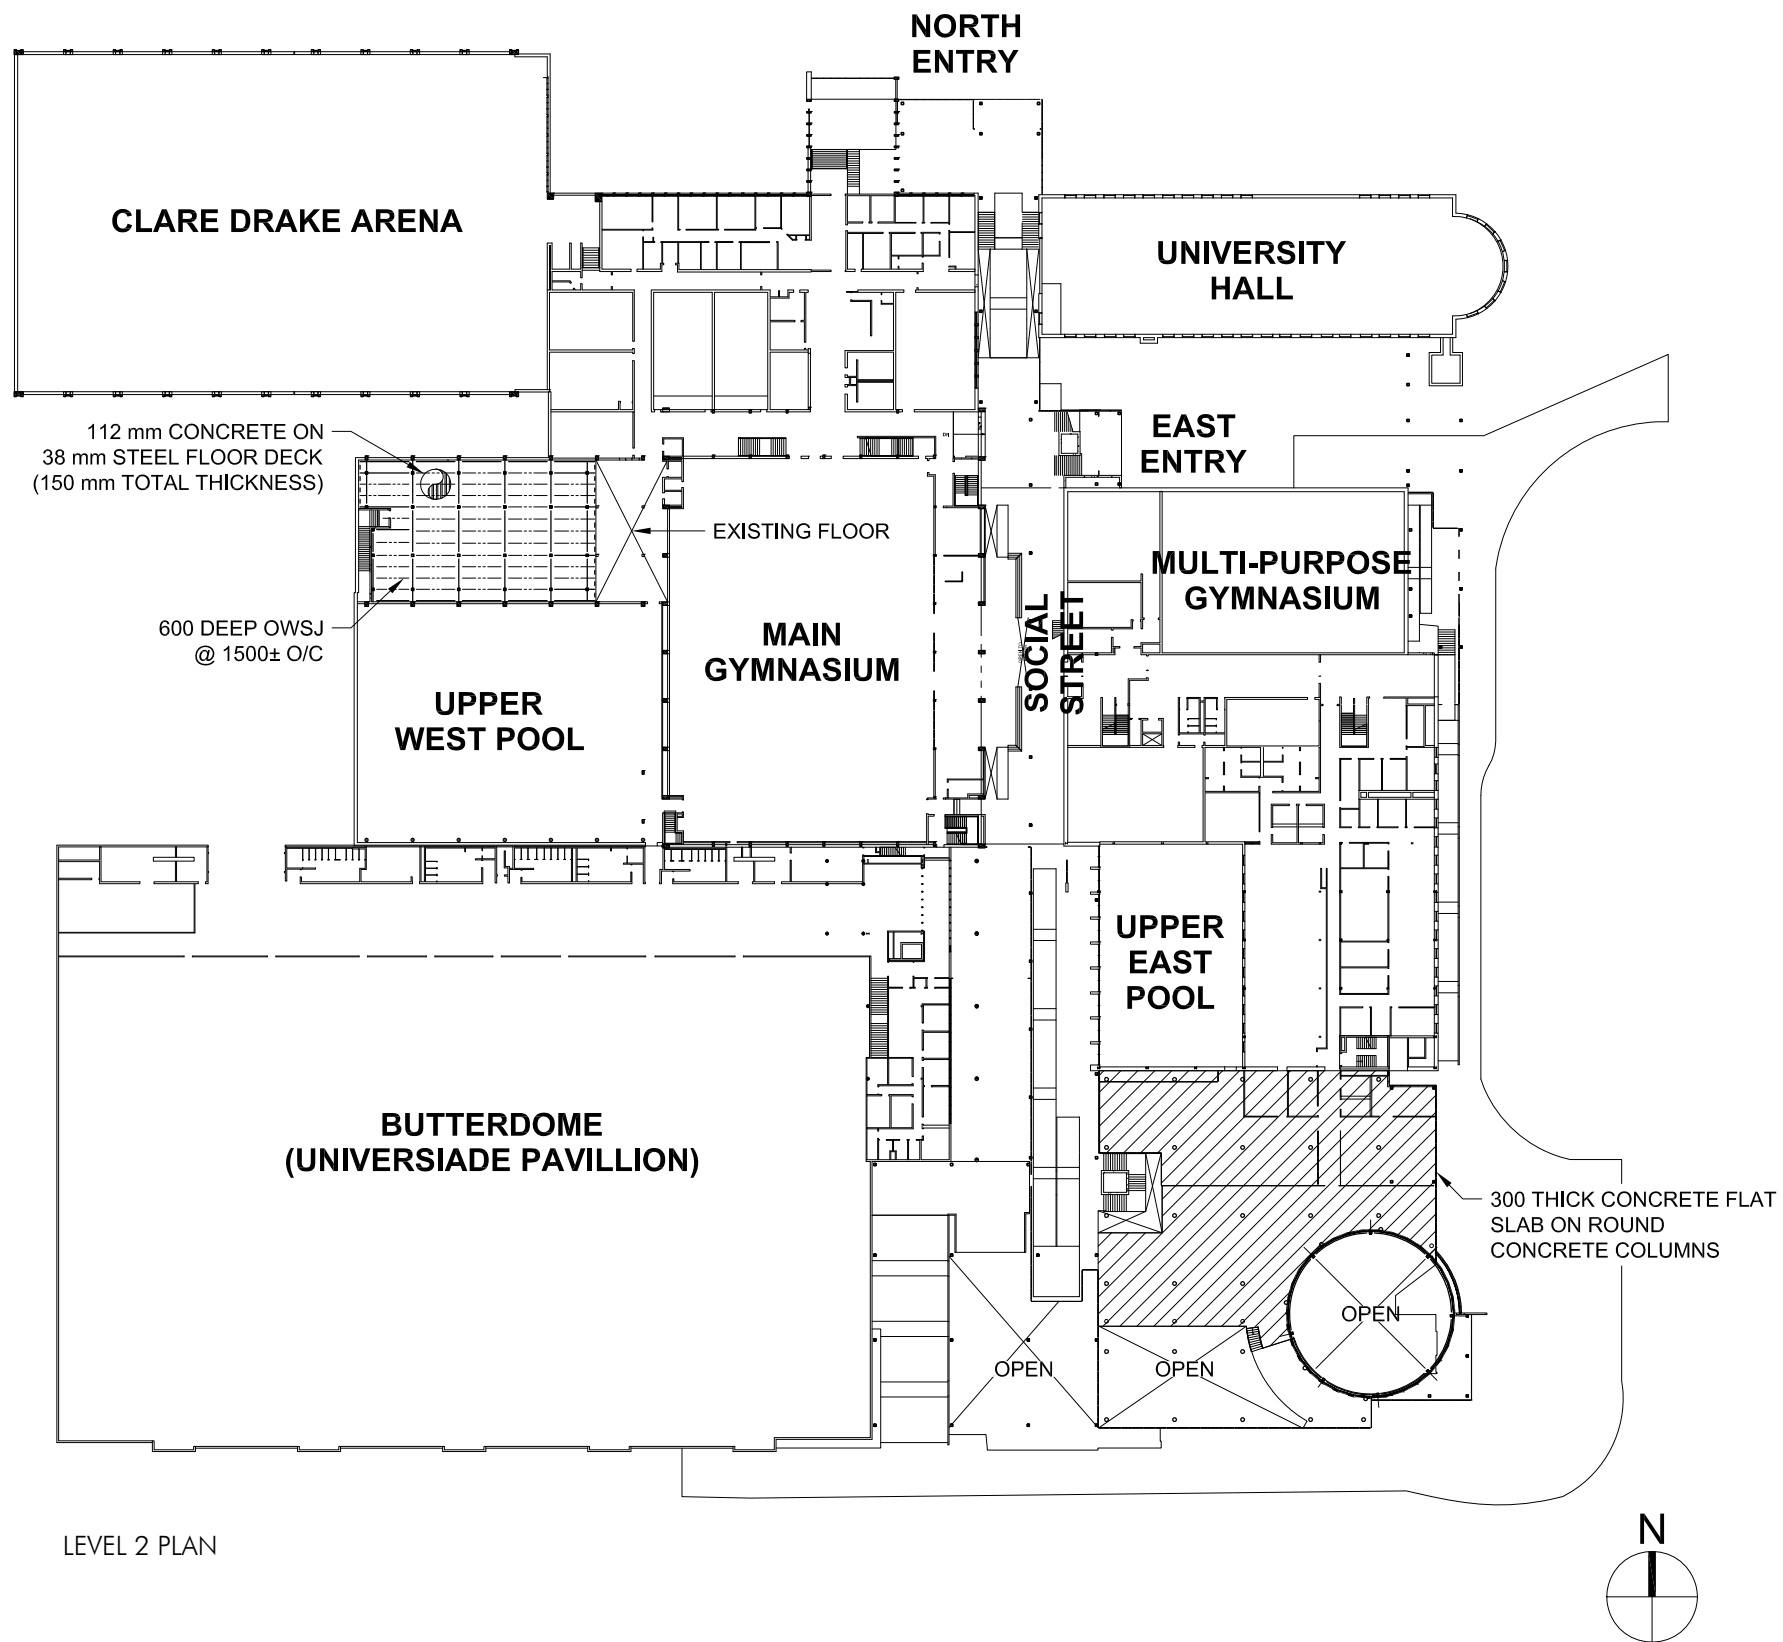 NORTH
ENTRY
CLARE DRAKE ARENA
UNIVERSITY
HALL
112 mm CONCRETE ON
38 mm STEEL FLOOR DECK
(150 mm TOTAL THICKNESS)
EAST
ENTRY
EXISTING FLOOR
MULTI-PURPOSE
GYMNASIUM
600 DEEP OWSJ
@ 1500± O/C
MAIN
GYMNASIUM
SOCIAL
STREET
UPPER
WEST POOL
UPPER
EAST
POOL
BUTTERDOME
(UNIVERSIADE PAVILLION)
300 THICK CONCRETE FLAT
SLAB ON ROUND
CONCRETE COLUMNS
OPEN
OPEN
OPEN
LEVEL 2 PLAN
N